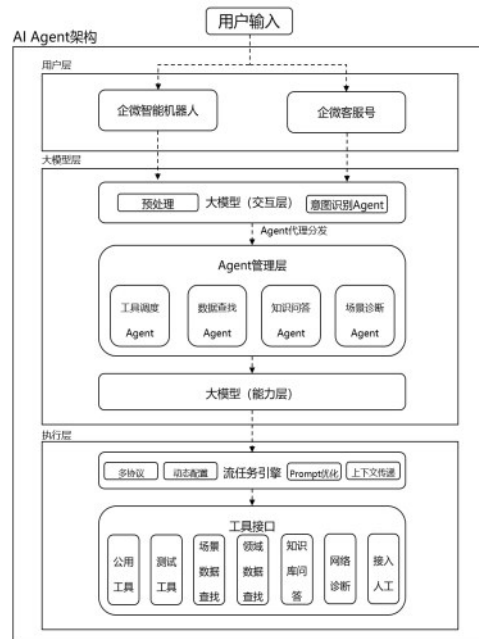 用户输入
AI Agent架构
用户层
企微智能机器人
企微客服号
大模型层
预处理
大模型（交互层）
意图识别Agent
Agent代理分发
Agent管理层
工具调度
Agent
数据查找
Agent
知识问答
Agent
场景诊断
Agent
大模型（能力层）
执行层
多协议
动态配置
流任务引擎
Prompt优化
上下文传递
工具接口
公用
工具
测试
工具
场景
数据
查找
领域
数据
查找
知识
库问
答
网络
诊断
接入
人工